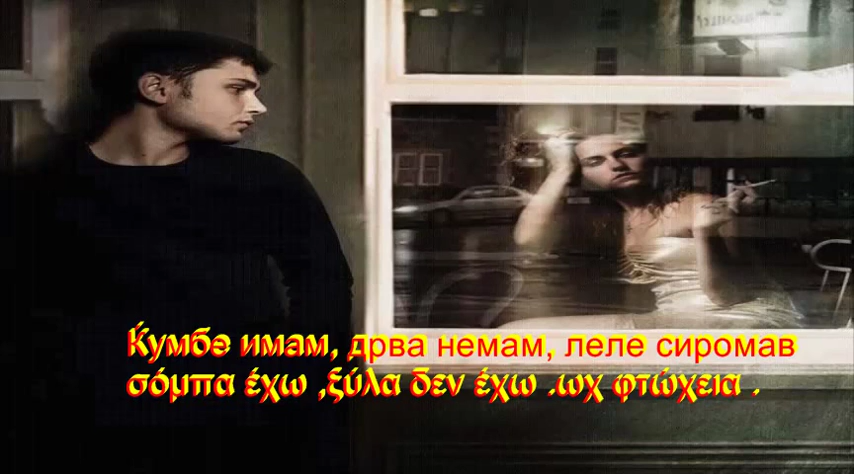 Ќумбе имам, дрва немам, леле сиромав
σόμπα έχω ,ξύλα δεν έχω .ωχ φτώχεια .